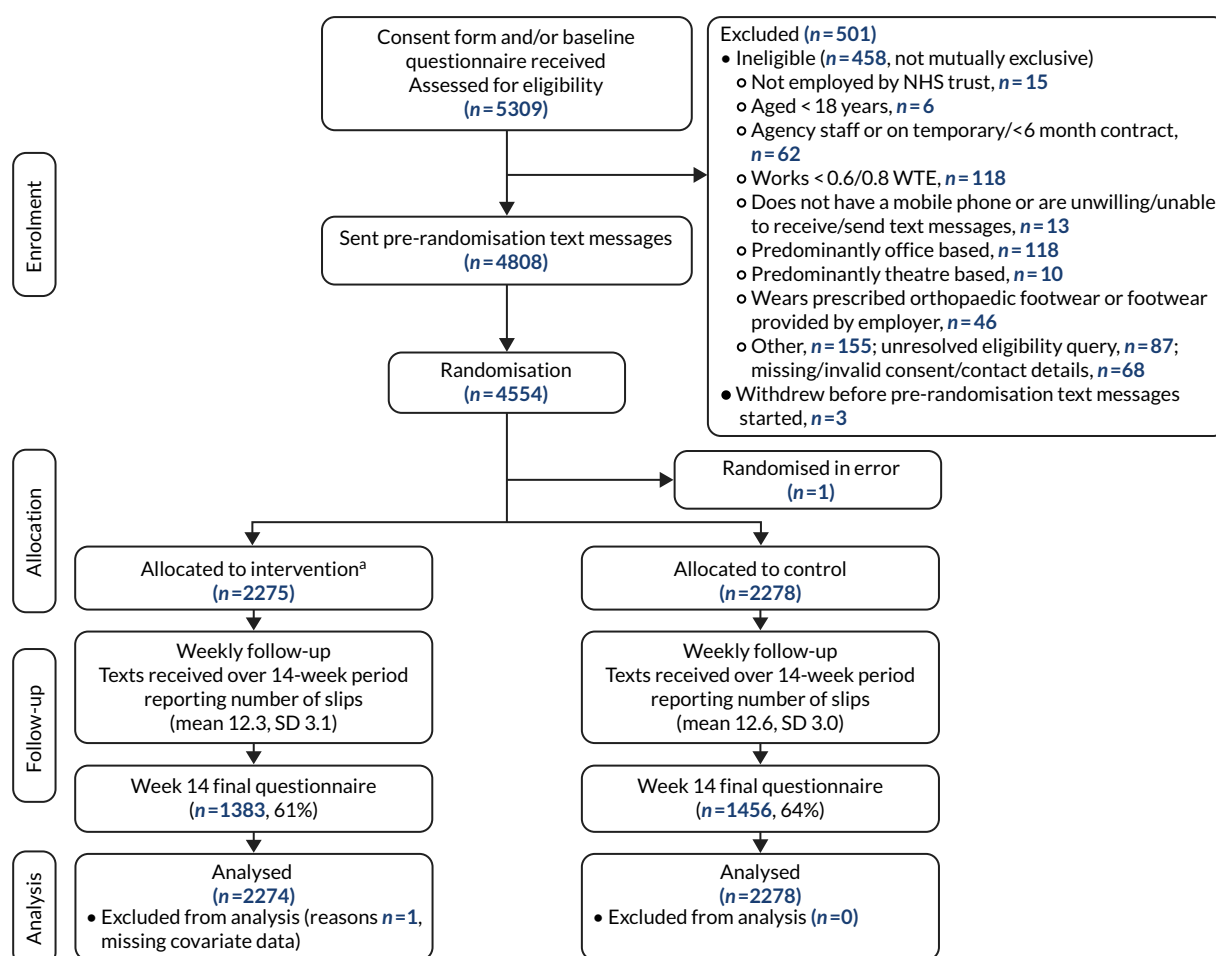 Consent form and/or baseline
questionnaire received
Assessed for eligibility
(n=5309)
Excluded (n=501)
• Ineligible (n=458, not mutually exclusive)
Not employed by NHS trust, n=15
Aged < 18 years, n=6
Agency staff or on temporary/<6 month contract,
n=62
Works < 0.6/0.8 WTE, n=118
Does not have a mobile phone or are unwilling/unable
to receive/send text messages, n=13
Predominantly office based, n=118
Predominantly theatre based, n=10
Wears prescribed orthopaedic footwear or footwear
provided by employer, n=46
Other, n=155; unresolved eligibility query, n=87;
missing/invalid consent/contact details, n=68
• Withdrew before pre-randomisation text messages
started, n=3
Enrolment
Sent pre-randomisation text messages
(n=4808)
Randomisation
(n=4554)
Randomised in error
(n=1)
Allocation
Allocated to interventionᵃ
(n=2275)
Allocated to control
(n=2278)
Follow-up
Weekly follow-up
Texts received over 14-week period
reporting number of slips
(mean 12.3, SD 3.1)
Weekly follow-up
Texts received over 14-week period
reporting number of slips
(mean 12.6, SD 3.0)
Week 14 final questionnaire
(n=1383, 61%)
Week 14 final questionnaire
(n=1456, 64%)
Analysis
Analysed
(n=2274)
• Excluded from analysis (reasons n=1,
missing covariate data)
Analysed
(n=2278)
• Excluded from analysis (n=0)